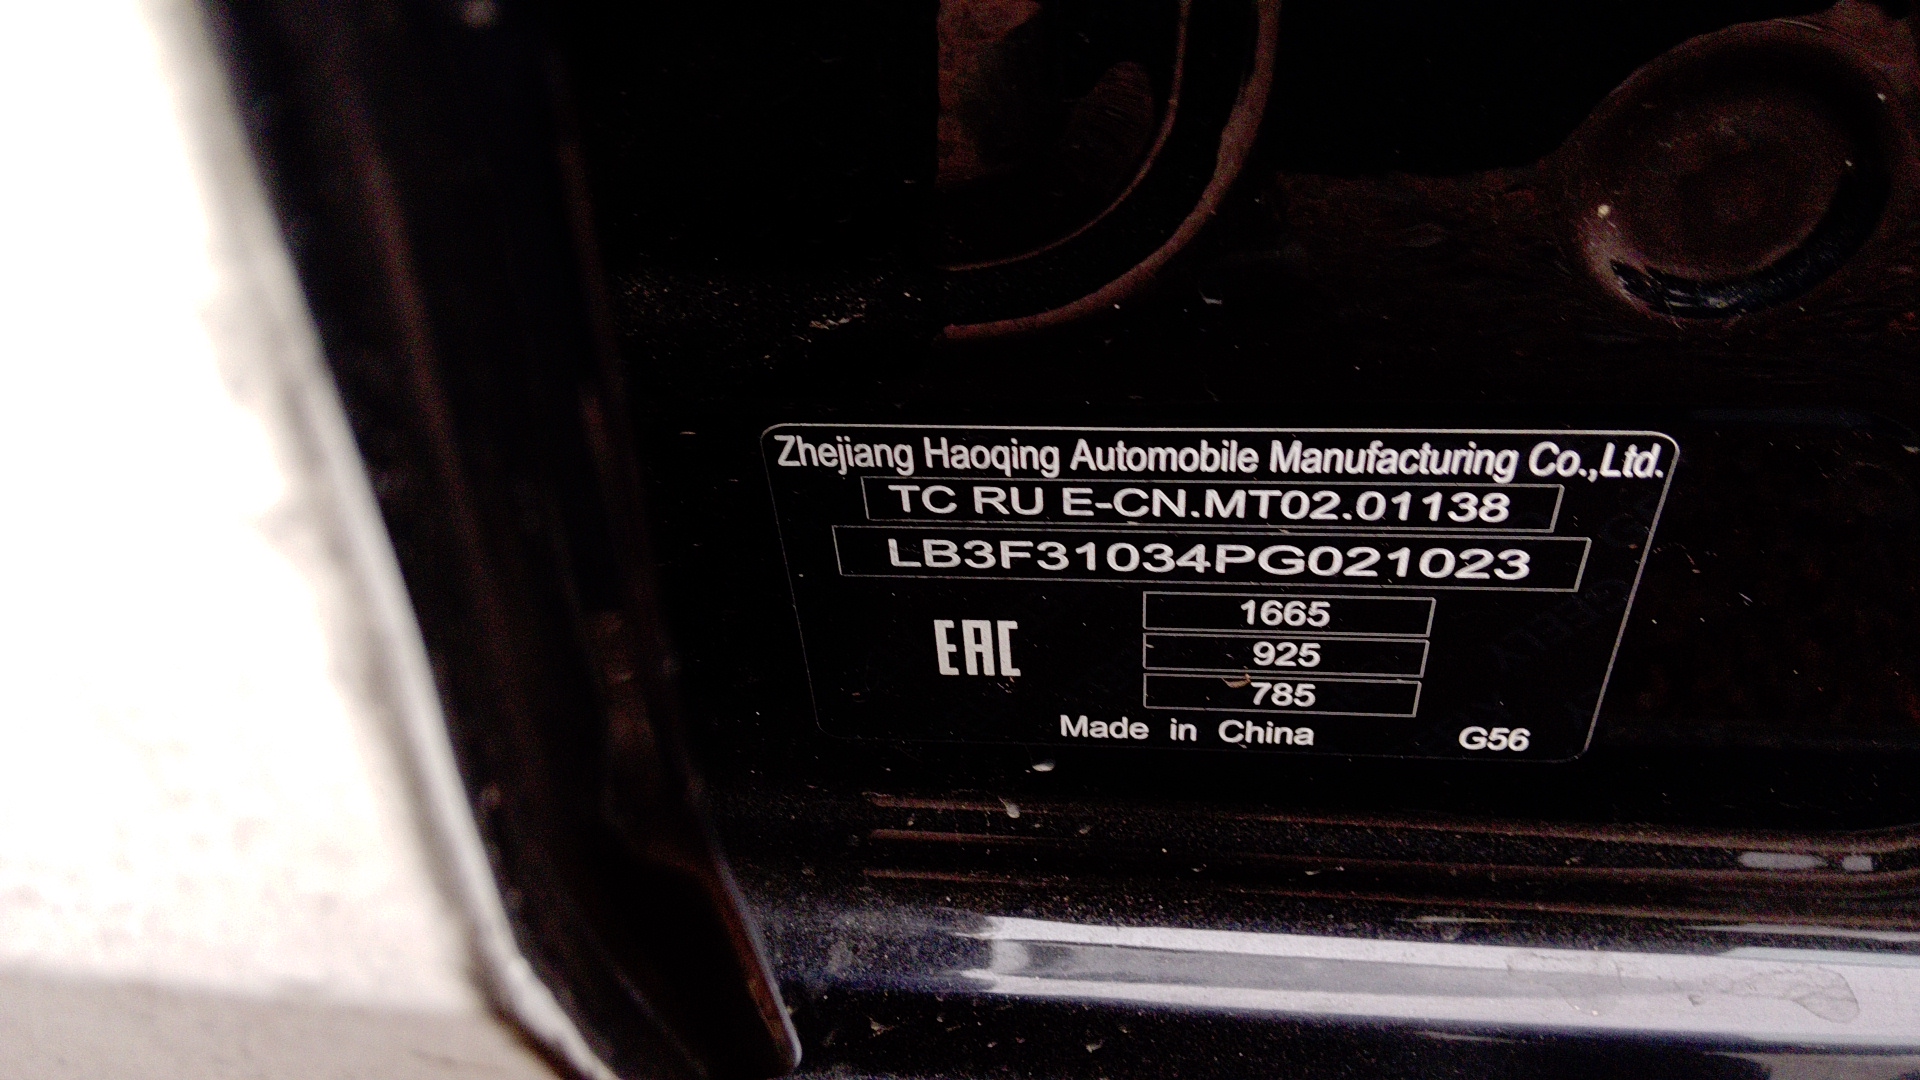 Zhejiang Haoqing Automobile Manufacturing Co.,Ltd.
TC RU E-CN.MT02.01138
LB3F31034PG021023
EAC
1665
925
785
Made in China
G56